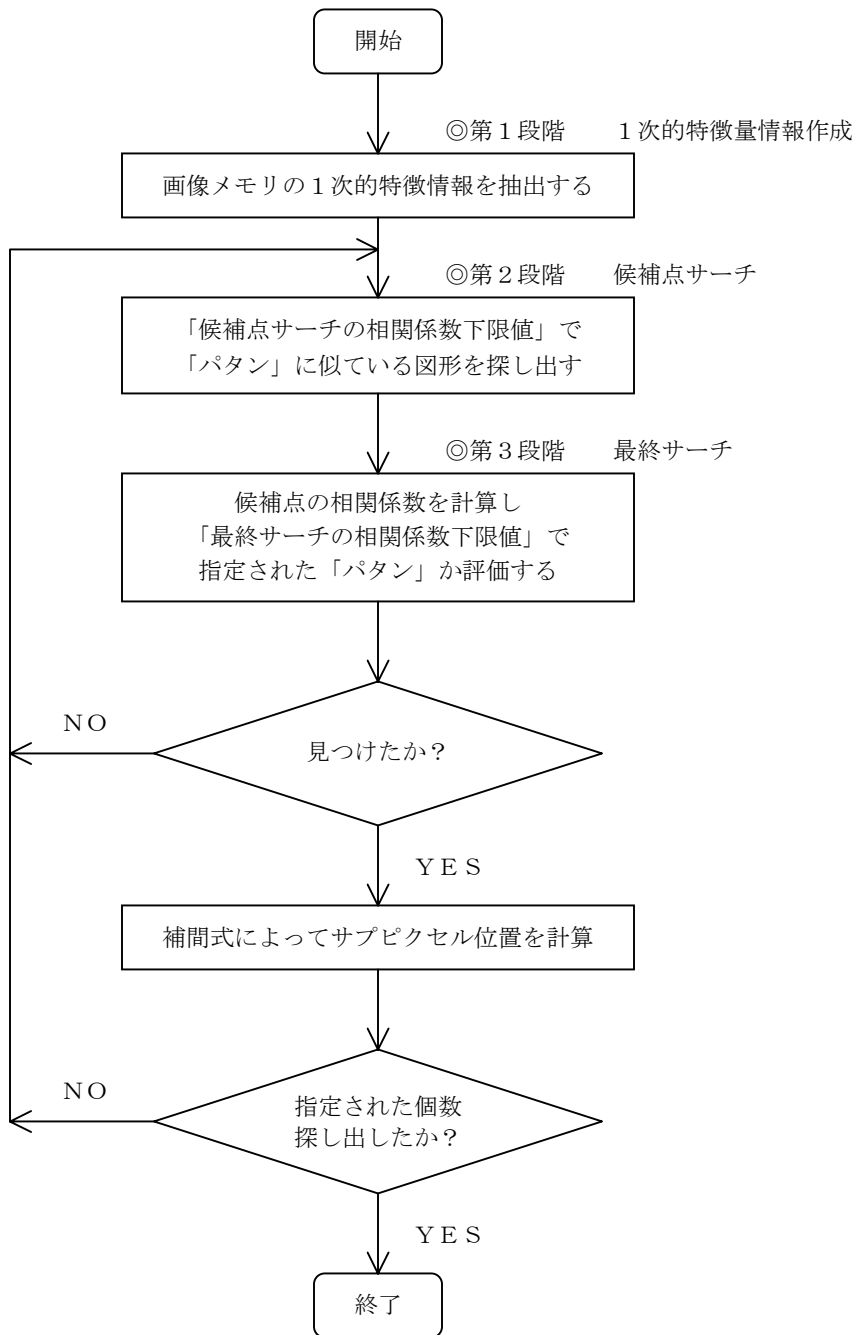 開始
◎第１段階　　１次的特徴量情報作成
画像メモリの１次的特徴情報を抽出する
◎第２段階　　候補点サーチ
「候補点サーチの相関係数下限値」で
「パタン」に似ている図形を探し出す
◎第３段階　　最終サーチ
候補点の相関係数を計算し
「最終サーチの相関係数下限値」で
指定された「パタン」か評価する
ＮＯ
見つけたか？
ＹＥＳ
補間式によってサプピクセル位置を計算
ＮＯ
指定された個数
探し出したか？
ＹＥＳ
終了